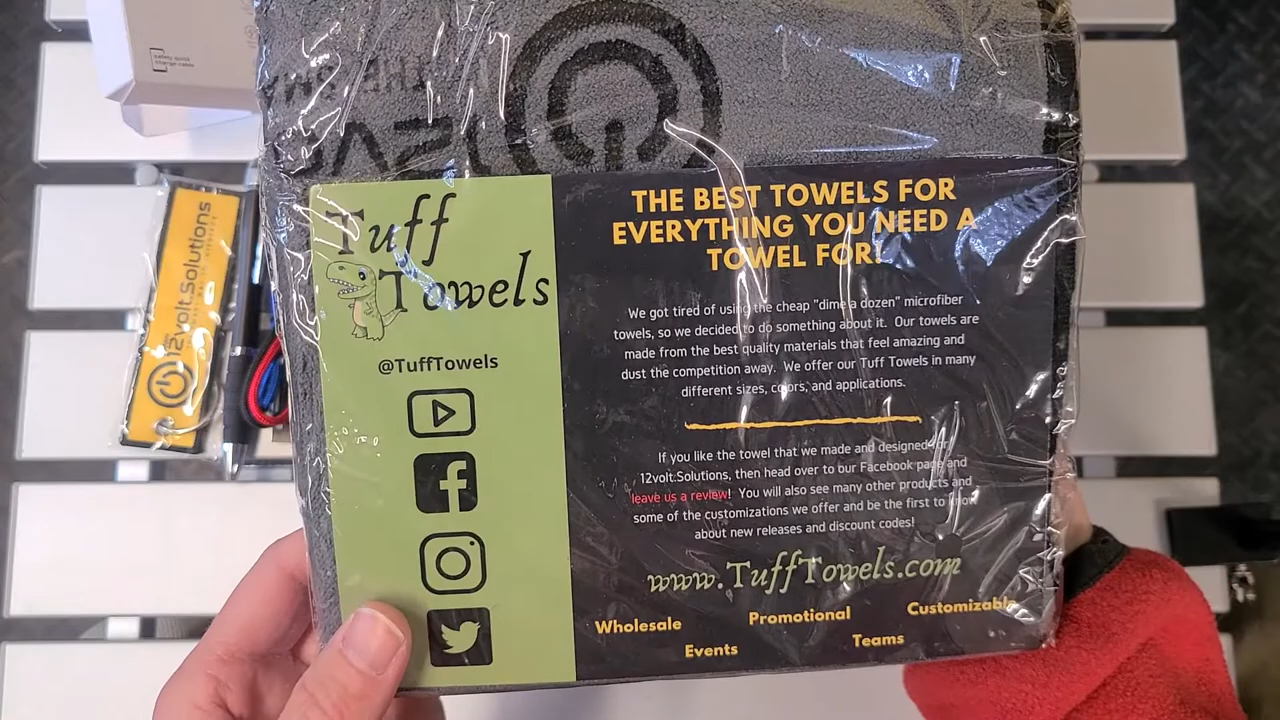 safety quick
charge cable
12volt.solutions
12V
Tuff
Towels
@TuffTowels
THE BEST TOWELS FOR
EVERYTHING YOU NEED A
TOWEL FOR!
We got tired of using the cheap "dime a dozen" microfiber
towels, so we decided to do something about it. Our towels are
made from the best quality materials that feel amazing and
dust the competition away. We offer our Tuff Towels in many
different sizes, colors, and applications.
If you like the towel that we made and designed for
12volt.Solutions, then head over to our Facebook page and
leave us a review! You will also see many other products and
some of the customizations we offer and be the first to know
about new releases and discount codes!
www.TuffTowels.com
Wholesale Promotional Customizable
Events Teams